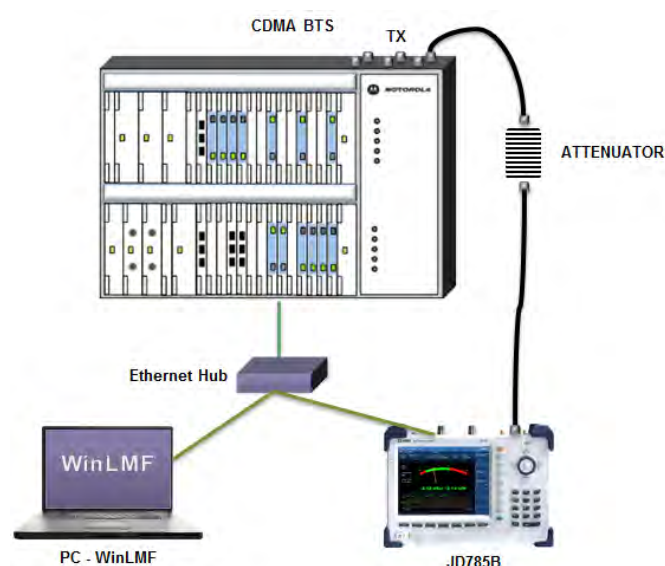 CDMA BTS
TX
MOTOROLA
ATTENUATOR
Ethernet Hub
WinLMF
PC - WinLMF
JD785B